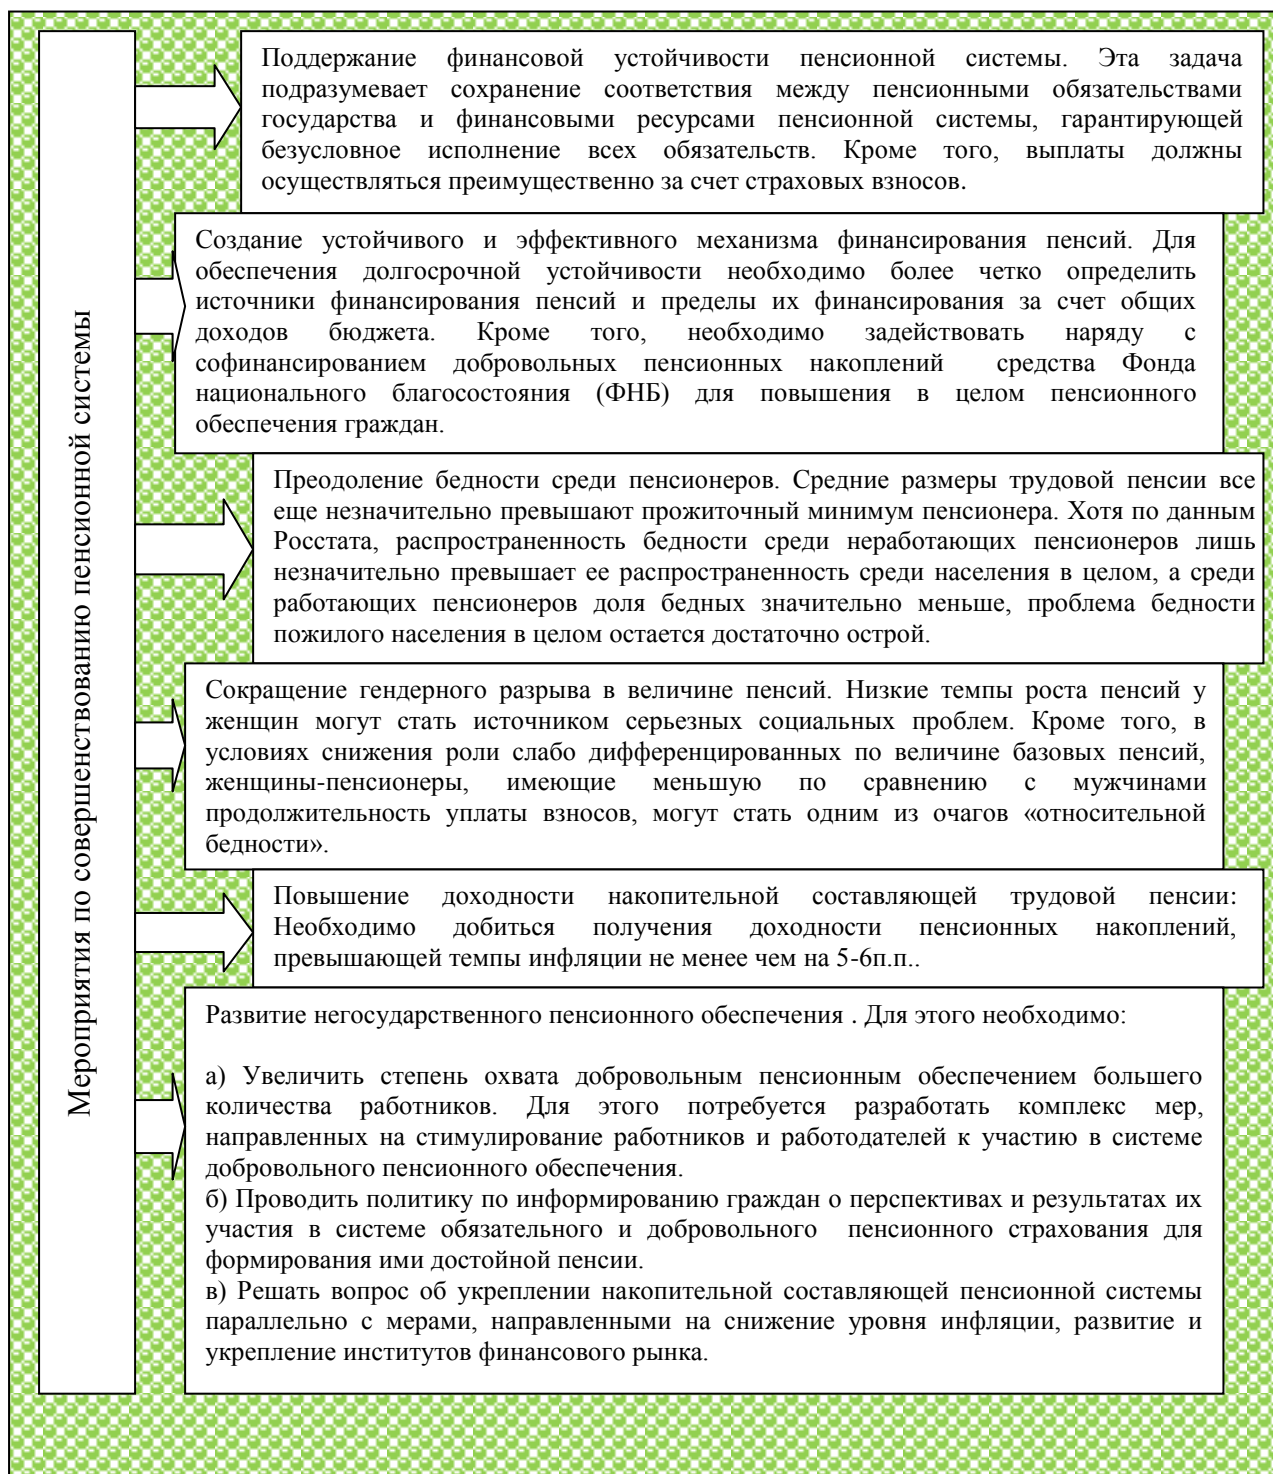 Мероприятия по совершенствованию пенсионной системы
Поддержание финансовой устойчивости пенсионной системы. Эта задача
подразумевает сохранение соответствия между пенсионными обязательствами
государства и финансовыми ресурсами пенсионной системы, гарантирующей
безусловное исполнение всех обязательств. Кроме того, выплаты должны
осуществляться преимущественно за счет страховых взносов.
Создание устойчивого и эффективного механизма финансирования пенсий. Для
обеспечения долгосрочной устойчивости необходимо более четко определить
источники финансирования пенсий и пределы их финансирования за счет общих
доходов бюджета. Кроме того, необходимо задействовать наряду с
софинансированием добровольных пенсионных накоплений средства Фонда
национального благосостояния (ФНБ) для повышения в целом пенсионного
обеспечения граждан.
Преодоление бедности среди пенсионеров. Средние размеры трудовой пенсии все
еще незначительно превышают прожиточный минимум пенсионера. Хотя по данным
Росстата, распространенность бедности среди неработающих пенсионеров лишь
незначительно превышает ее распространенность среди населения в целом, а среди
работающих пенсионеров доля бедных значительно меньше, проблема бедности
пожилого населения в целом остается достаточно острой.
Сокращение гендерного разрыва в величине пенсий. Низкие темпы роста пенсий у
женщин могут стать источником серьезных социальных проблем. Кроме того, в
условиях снижения роли слабо дифференцированных по величине базовых пенсий,
женщины-пенсионеры, имеющие меньшую по сравнению с мужчинами
продолжительность уплаты взносов, могут стать одним из очагов «относительной
бедности».
Повышение доходности накопительной составляющей трудовой пенсии:
Необходимо добиться получения доходности пенсионных накоплений,
превышающей темпы инфляции не менее чем на 5-6п.п..
Развитие негосударственного пенсионного обеспечения . Для этого необходимо:
а) Увеличить степень охвата добровольным пенсионным обеспечением большего
количества работников. Для этого потребуется разработать комплекс мер,
направленных на стимулирование работников и работодателей к участию в системе
добровольного пенсионного обеспечения.
б) Проводить политику по информированию граждан о перспективах и результатах их
участия в системе обязательного и добровольного пенсионного страхования для
формирования ими достойной пенсии.
в) Решать вопрос об укреплении накопительной составляющей пенсионной системы
параллельно с мерами, направленными на снижение уровня инфляции, развитие и
укрепление институтов финансового рынка.